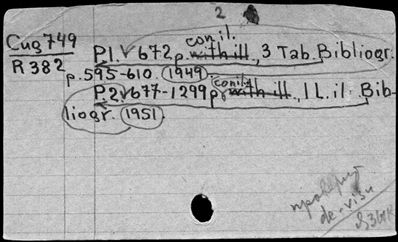 2
Cug 749
R 382
P.1. V 672 p. con il. with ill., 3 Tab. Bibliogr.
p. 595-610. 1949.
P.2. V 677-1299 p. con il. with ill., 1 L. il. Bib-
liogr. 1951.
de-visu